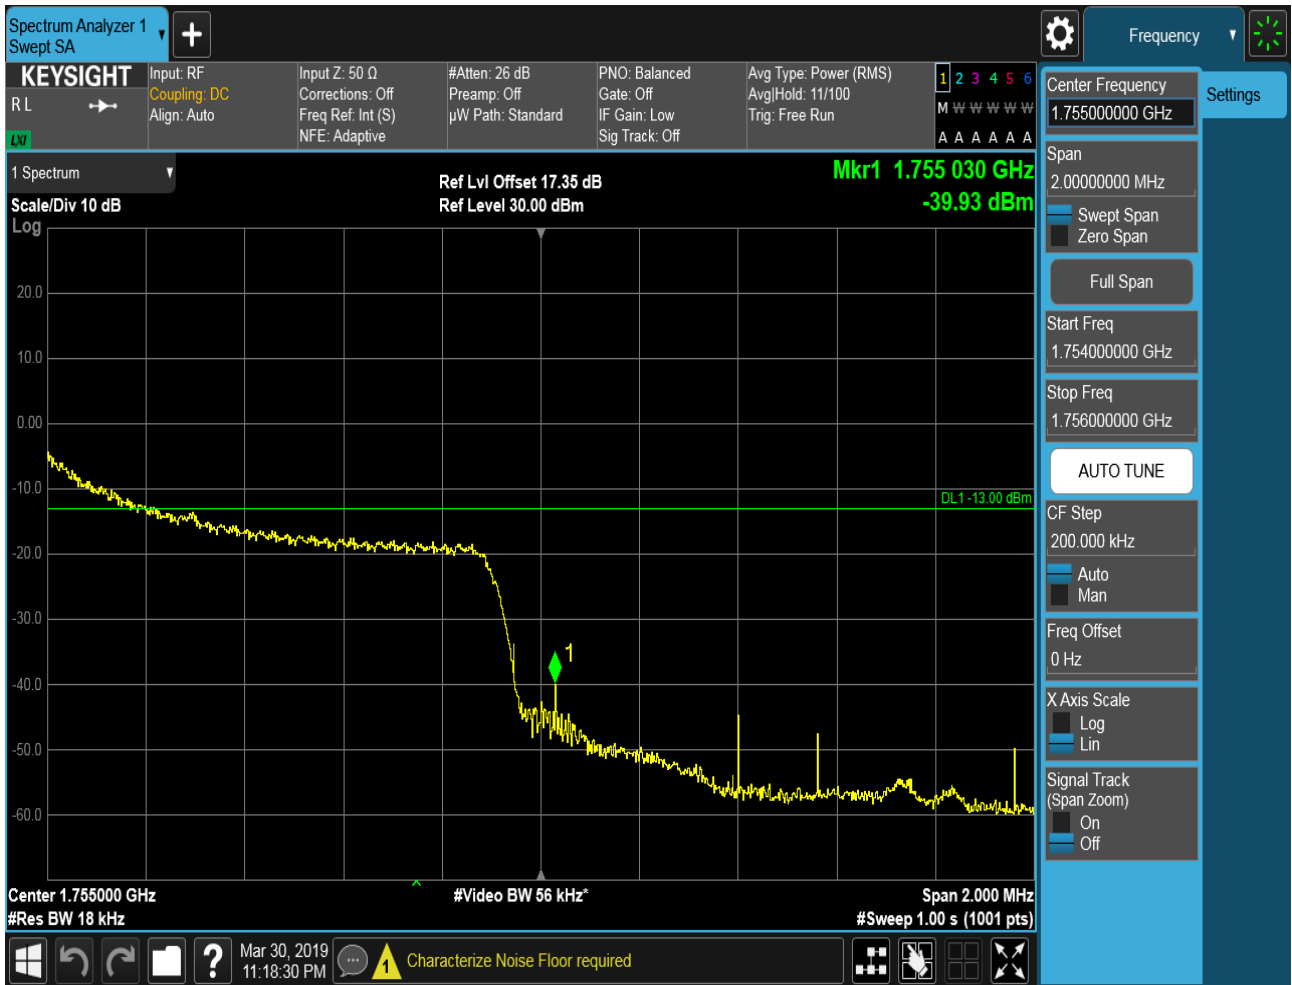 Spectrum Analyzer 1
Swept SA
Frequency
KEYSIGHT
R L
LXI
Input: RF
Coupling: DC
Align: Auto
Input Z: 50 Ω
Corrections: Off
Freq Ref: Int (S)
NFE: Adaptive
#Atten: 26 dB
Preamp: Off
µW Path: Standard
PNO: Balanced
Gate: Off
IF Gain: Low
Sig Track: Off
Avg Type: Power (RMS)
Avg|Hold: 11/100
Trig: Free Run
1 2 3 4 5 6
M W W W W W
A A A A A A
1 Spectrum
Scale/Div 10 dB
Log
Ref Lvl Offset 17.35 dB
Ref Level 30.00 dBm
Mkr1 1.755 030 GHz
-39.93 dBm
20.0
10.0
0.00
-10.0
-20.0
-30.0
-40.0
-50.0
-60.0
DL1 -13.00 dBm
1
Center 1.755000 GHz
#Res BW 18 kHz
#Video BW 56 kHz*
Span 2.000 MHz
#Sweep 1.00 s (1001 pts)
Center Frequency
1.755000000 GHz
Settings
Span
2.00000000 MHz
Swept Span
Zero Span
Full Span
Start Freq
1.754000000 GHz
Stop Freq
1.756000000 GHz
AUTO TUNE
CF Step
200.000 kHz
Auto
Man
Freq Offset
0 Hz
X Axis Scale
Log
Lin
Signal Track
(Span Zoom)
On
Off
?
Mar 30, 2019
11:18:30 PM
1
Characterize Noise Floor required